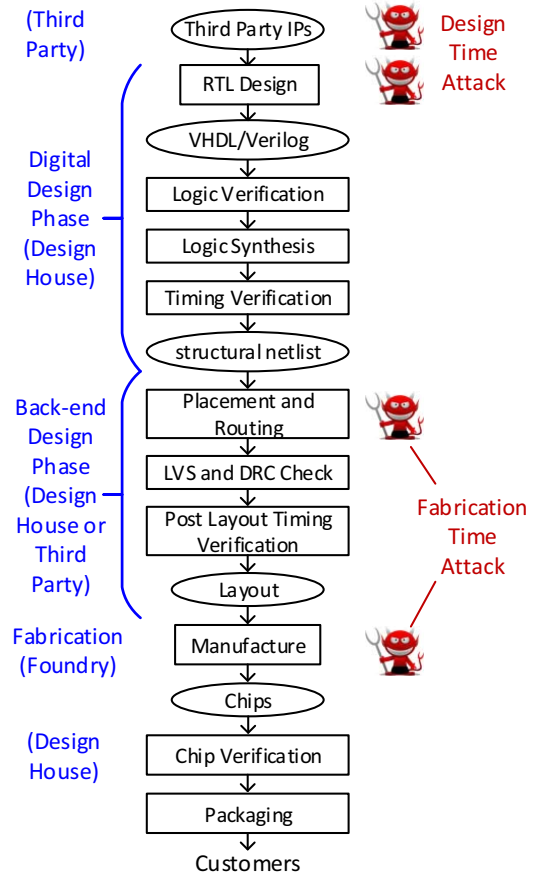 (Third
Party)
Third Party IPs
Design
Time
Attack
RTL Design
VHDL/Verilog
Digital
Design
Phase
(Design
House)
Logic Verification
Logic Synthesis
Timing Verification
structural netlist
Back-end
Design
Phase
(Design
House or
Third
Party)
Placement and
Routing
LVS and DRC Check
Post Layout Timing
Verification
Layout
Fabrication
Time
Attack
Fabrication
(Foundry)
Manufacture
Chips
(Design
House)
Chip Verification
Packaging
Customers